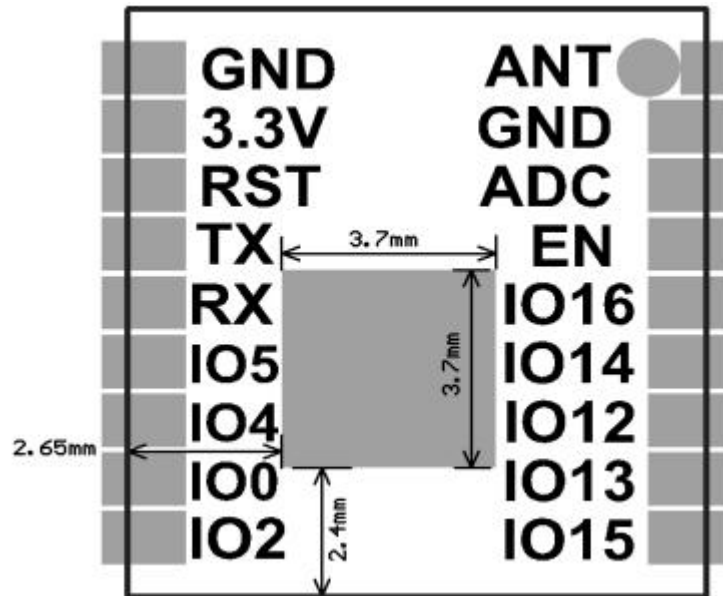 GND ANT
3.3V GND
RST ADC
TX 3.7mm EN
RX IO16
3.7mm
IO5 IO14
IO4 IO12
2.65mm
IO0 IO13
2.4mm
IO2 IO15